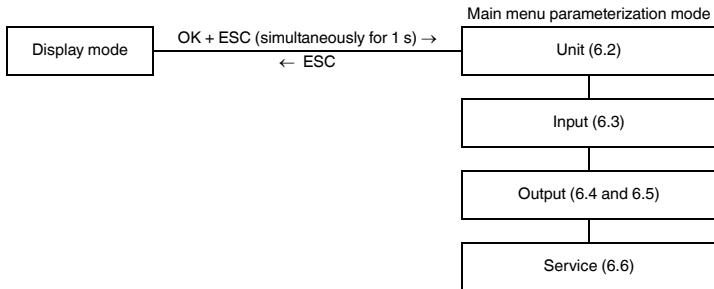 Main menu parameterization mode
Display mode
OK + ESC (simultaneously for 1 s) →
← ESC
Unit (6.2)
Input (6.3)
Output (6.4 and 6.5)
Service (6.6)